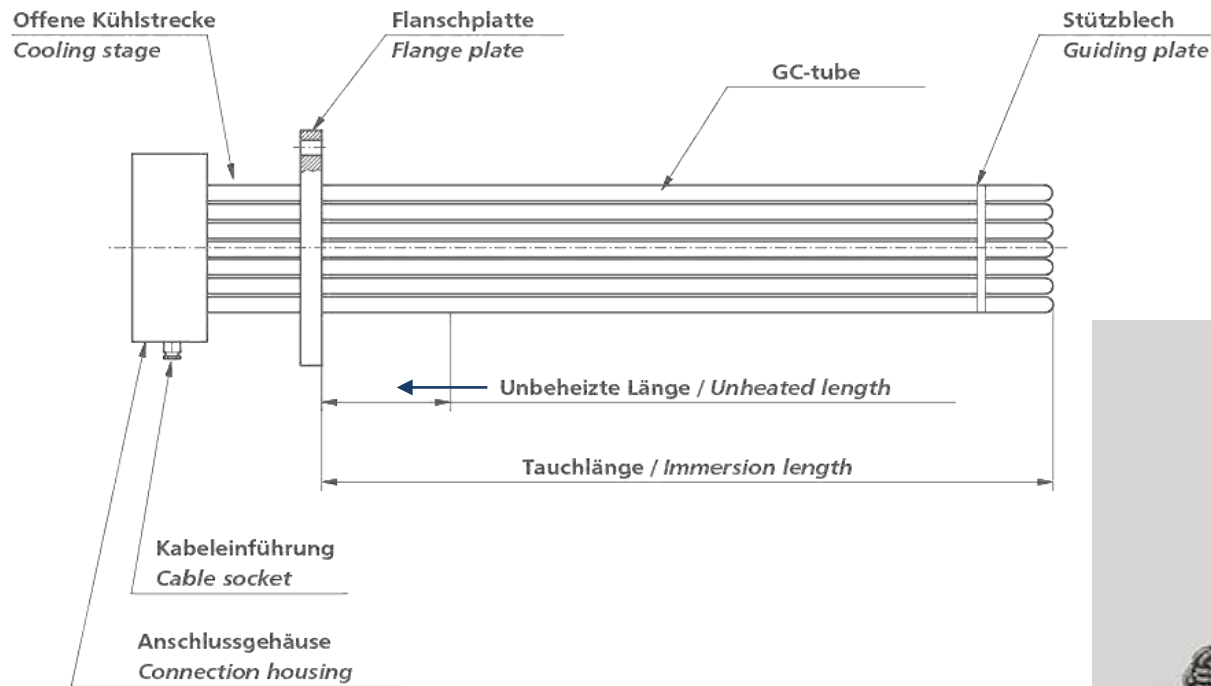 Offene Kühlstrecke
Cooling stage
Flanschplatte
Flange plate
Stützblech
Guiding plate
GC-tube
Unbeheizte Länge / Unheated length
Tauchlänge / Immersion length
Kabeleinführung
Cable socket
Anschlussgehäuse
Connection housing